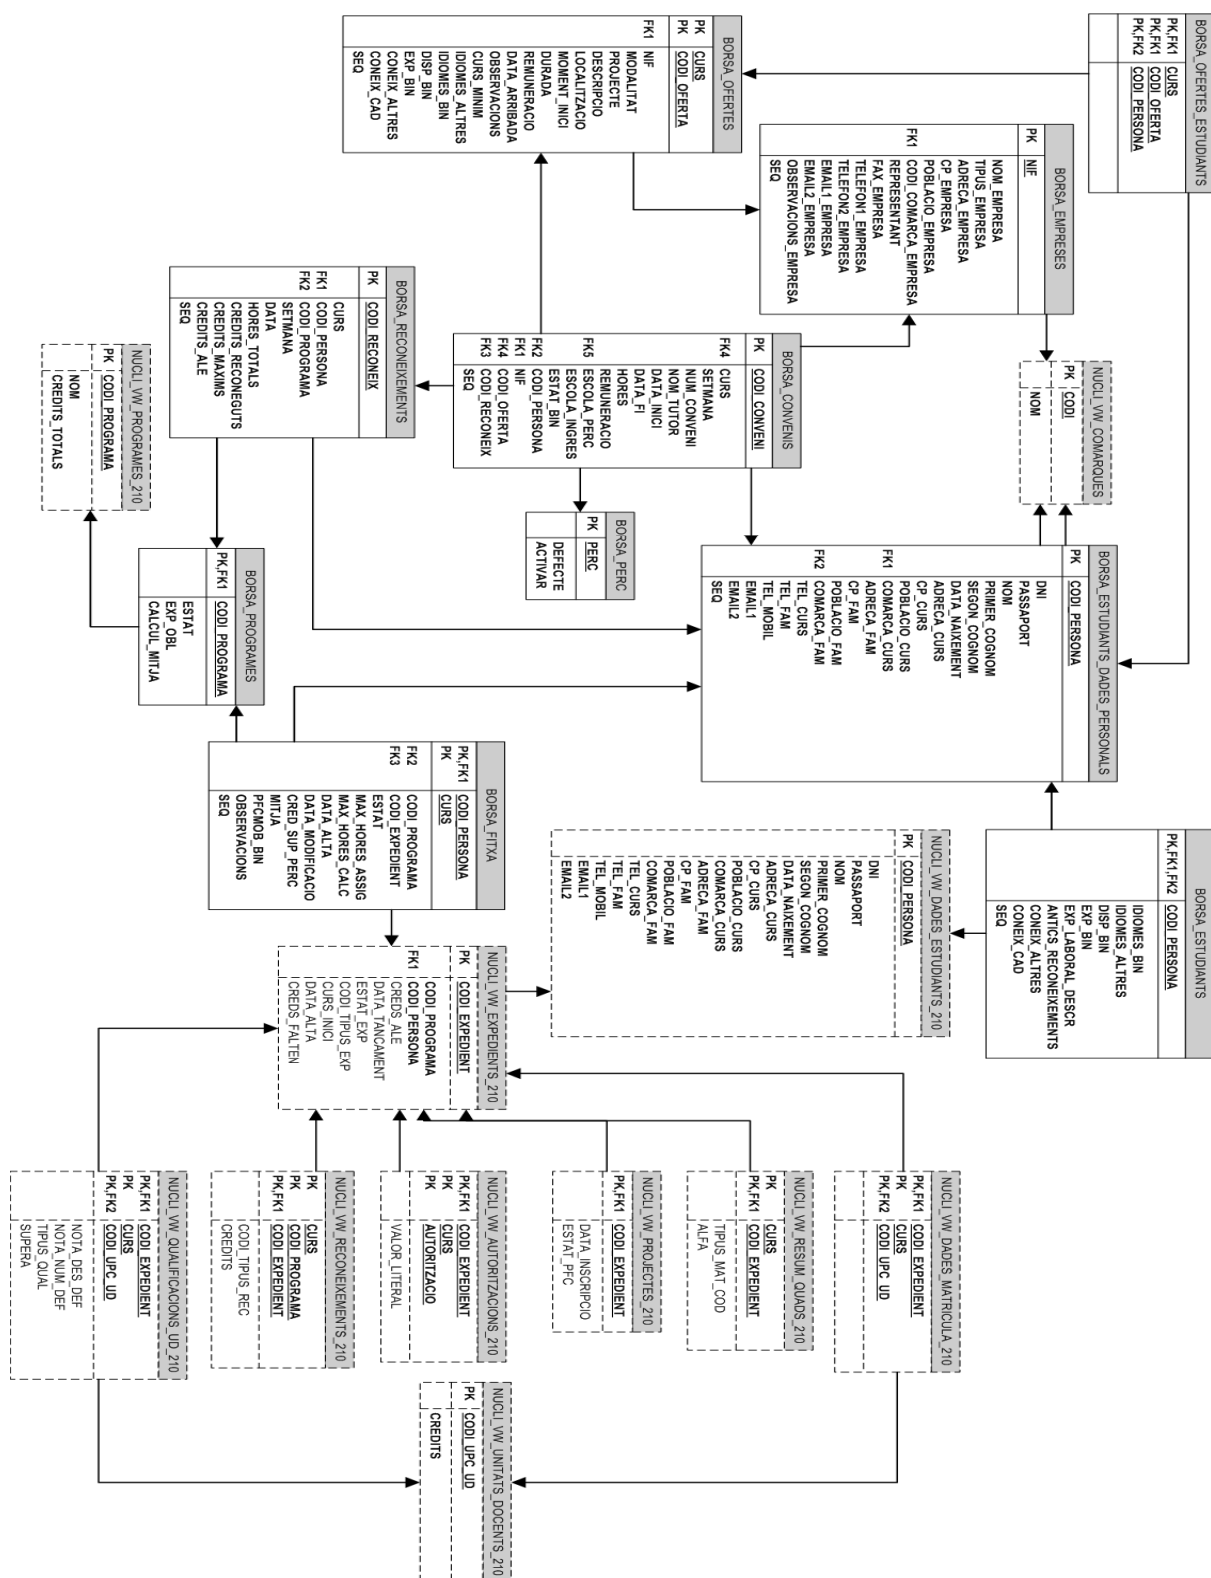 BORSA_OFERTES_ESTUDIANTS
PK,FK1 CURS
PK,FK1 CODI_OFERTA
PK,FK2 CODI_PERSONA
BORSA_OFERTES
PK CURS
PK CODI_OFERTA
FK1 NIF
MODALITAT
PROJECTE
DESCRIPCIO
LOCALITZACIO
MOMENT_INICI
DURADA
REMUNERACIO
DATA_ARRIBADA
OBSERVACIONS
CURS_MINIM
IDIOMES_ALTRES
IDIOMES_BIN
DISP_BIN
EXP_BIN
CONEIX_ALTRES
CONEIX_CAD
SEQ
BORSA_EMPRESES
PK NIF
NOM_EMPRESA
TIPUS_EMPRESA
ADRECA_EMPRESA
CP_EMPRESA
POBLACIO_EMPRESA
FK1 CODI_COMARCA_EMPRESA
REPRESENTANT
FAX_EMPRESA
TELEFON1_EMPRESA
TELEFON2_EMPRESA
EMAIL1_EMPRESA
EMAIL2_EMPRESA
OBSERVACIONS_EMPRESA
SEQ
BORSA_RECONEIXEMENTS
PK CODI_RECONEIX
CURS
FK1 CODI_PERSONA
FK2 CODI_PROGRAMA
SETMANA
DATA
HORES_TOTALS
CREDITS_RECONEGUTS
CREDITS_MAXIMS
CREDITS_ALE
SEQ
BORSA_CONVENIS
PK CODI_CONVENI
FK4 CURS
SETMANA
NUM_CONVENI
NOM_TUTOR
DATA_INICI
DATA_FI
HORES
REMUNERACIO
FK5 ESCOLA_PERC
ESCOLA_INGRES
ESTAT_BIN
FK1 NIF
FK2 CODI_PERSONA
FK4 CODI_OFERTA
FK3 CODI_RECONEIX
SEQ
NUCLI_VW_COMARQUES
PK CODI
NOM
NUCLI_VW_PROGRAMES_210
PK CODI_PROGRAMA
NOM
CREDITS_TOTALS
BORSA_PERC
PK PERC
DEFECTE
ACTIVAR
BORSA_PROGRAMES
PK,FK1 CODI_PROGRAMA
ESTAT
EXP_OBL
CALCUL_MITJA
BORSA_ESTUDIANTS_DADES_PERSONALS
PK CODI_PERSONA
DNI
PASSAPORT
NOM
PRIMER_COGNOM
SEGON_COGNOM
DATA_NAIXEMENT
ADRECA_CURS
CP_CURS
POBLACIO_CURS
FK1 COMARCA_CURS
ADRECA_FAM
CP_FAM
POBLACIO_FAM
FK2 COMARCA_FAM
TEL_CURS
TEL_FAM
TEL_MOBIL
EMAIL1
EMAIL2
SEQ
BORSA_FITXA
PK,FK1 CODI_PERSONA
PK CURS
FK2 CODI_PROGRAMA
FK3 CODI_EXPEDIENT
ESTAT
MAX_HORES_ASSIG
MAX_HORES_CALC
DATA_ALTA
DATA_MODIFICACIO
CRED_SUP_PERC
MITJA
PFCMOB_BIN
OBSERVACIONS
SEQ
BORSA_ESTUDIANTS
PK,FK1,FK2 CODI_PERSONA
IDIOMES_BIN
IDIOMES_ALTRES
DISP_BIN
EXP_BIN
EXP_LABORAL_DESCR
ANTICS_RECONEIXEMENTS
CONEIX_ALTRES
CONEIX_CAD
SEQ
NUCLI_VW_DADES_ESTUDIANTS_210
PK CODI_PERSONA
DNI
PASSAPORT
NOM
PRIMER_COGNOM
SEGON_COGNOM
DATA_NAIXEMENT
ADRECA_CURS
CP_CURS
POBLACIO_CURS
COMARCA_CURS
ADRECA_FAM
CP_FAM
POBLACIO_FAM
COMARCA_FAM
TEL_CURS
TEL_FAM
TEL_MOBIL
EMAIL1
EMAIL2
NUCLI_VW_EXPEDIENTS_210
PK CODI_EXPEDIENT
CODI_PROGRAMA
FK1 CODI_PERSONA
CREDS_ALE
DATA_TANCAMENT
ESTAT_EXP
CODI_TIPUS_EXP
CURS_INICI
DATA_ALTA
CREDS_FALTEN
NUCLI_VW_DADES_MATRICULA_210
PK,FK1 CODI_EXPEDIENT
PK CURS
PK,FK2 CODI_UPC_UD
NUCLI_VW_RESUM_QUADS_210
PK CURS
PK,FK1 CODI_EXPEDIENT
TIPUS_MAT_COD
ALFA
NUCLI_VW_PROJECTES_210
PK,FK1 CODI_EXPEDIENT
DATA_INSCRIPCIO
ESTAT_PFC
NUCLI_VW_AUTORITZACIONS_210
PK,FK1 CODI_EXPEDIENT
PK CURS
PK AUTORITZACIO
VALOR_LITERAL
NUCLI_VW_RECONEIXEMENTS_210
PK CURS
PK CODI_PROGRAMA
PK,FK1 CODI_EXPEDIENT
CODI_TIPUS_REC
CREDITS
NUCLI_VW_QUALIFICACIONS_UD_210
PK,FK1 CODI_EXPEDIENT
PK CURS
PK,FK2 CODI_UPC_UD
NOTA_DES_DEF
NOTA_NUM_DEF
TIPUS_QUAL
SUPERA
NUCLI_VW_UNITATS_DOCENTS_210
PK CODI_UPC_UD
CREDITS